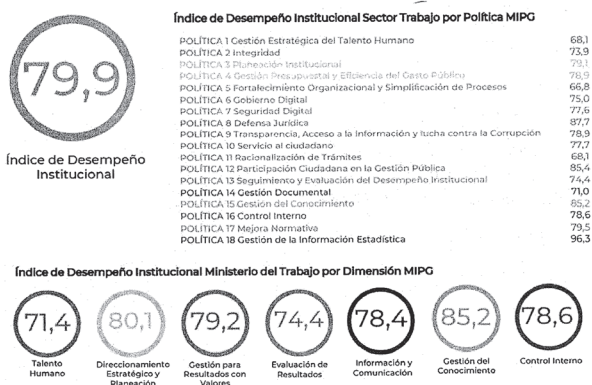 79,9
Índice de Desempeño
Institucional
Índice de Desempeño Institucional Sector Trabajo por Política MIPG
POLÍTICA 1 Gestión Estratégica del Talento Humano 68,1
POLÍTICA 2 Integridad 73,9
POLÍTICA 3 Planeación Institucional 79,1
POLÍTICA 4 Gestión Presupuestal y Eficiencia del Gasto Público 78,9
POLÍTICA 5 Fortalecimiento Organizacional y Simplificación de Procesos 66,8
POLÍTICA 6 Gobierno Digital 75,0
POLÍTICA 7 Seguridad Digital 77,6
POLÍTICA 8 Defensa Jurídica 87,7
POLÍTICA 9 Transparencia, Acceso a la Información y lucha contra la Corrupción 78,9
POLÍTICA 10 Servicio al ciudadano 77,7
POLÍTICA 11 Racionalización de Trámites 68,1
POLÍTICA 12 Participación Ciudadana en la Gestión Pública 85,4
POLÍTICA 13 Seguimiento y Evaluación del Desempeño Institucional 74,4
POLÍTICA 14 Gestión Documental 71,0
POLÍTICA 15 Gestión del Conocimiento 85,2
POLÍTICA 16 Control Interno 78,6
POLÍTICA 17 Mejora Normativa 79,5
POLÍTICA 18 Gestión de la Información Estadística 96,3
Índice de Desempeño Institucional Ministerio del Trabajo por Dimensión MIPG
71,4 80,1 79,2 74,4 78,4 85,2 78,6
Talento Direccionamiento Gestión para Evaluación de Información y Gestión del Control Interno
Humano Estratégico y Resultados con Resultados Comunicación Conocimiento
Planeación Valores